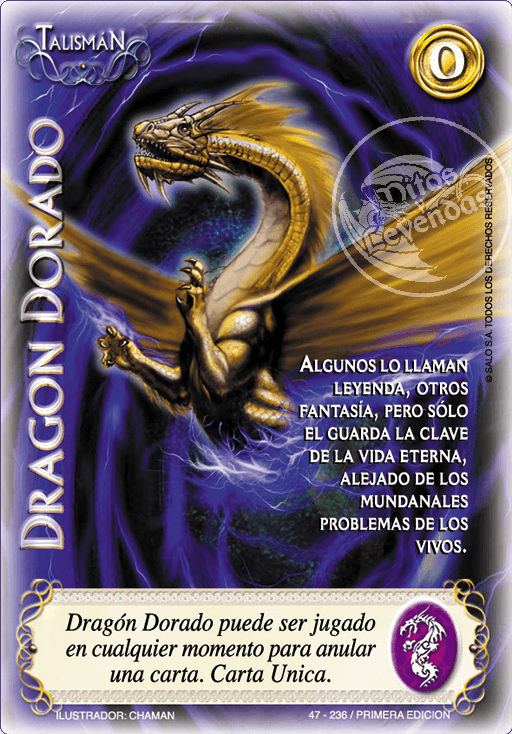 TALISMÁN
0
DRAGON DORADO
Mitos
y
Leyendas
© SALO S.A. TODOS LOS DERECHOS RESERVADOS
ALGUNOS LO LLAMAN
LEYENDA, OTROS
FANTASÍA, PERO SÓLO
EL GUARDA LA CLAVE
DE LA VIDA ETERNA,
ALEJADO DE LOS
MUNDANALES
PROBLEMAS DE LOS
VIVOS.
Dragón Dorado puede ser jugado
en cualquier momento para anular
una carta. Carta Unica.
ILUSTRADOR: CHAMAN
47 - 236 / PRIMERA EDICION